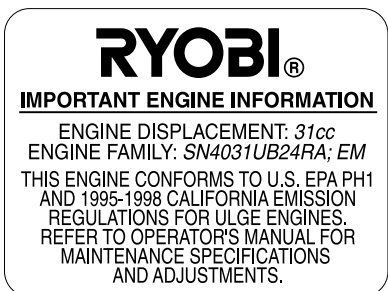 RYOBI®
IMPORTANT ENGINE INFORMATION
ENGINE DISPLACEMENT: 31cc
ENGINE FAMILY: SN4031UB24RA; EM
THIS ENGINE CONFORMS TO U.S. EPA PH1
AND 1995-1998 CALIFORNIA EMISSION
REGULATIONS FOR ULGE ENGINES.
REFER TO OPERATOR'S MANUAL FOR
MAINTENANCE SPECIFICATIONS
AND ADJUSTMENTS.